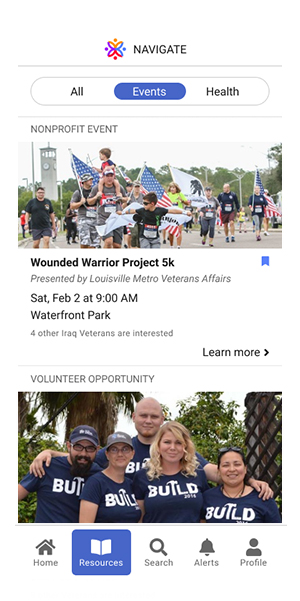 NAVIGATE
All Events Health
NONPROFIT EVENT
Wounded Warrior Project 5k
Presented by Louisville Metro Veterans Affairs
Sat, Feb 2 at 9:00 AM
Waterfront Park
4 other Iraq Veterans are interested
Learn more
VOLUNTEER OPPORTUNITY
BUILD
BUILD
BUILD
2016
BUILD
2016
Home Resources Search Alerts Profile